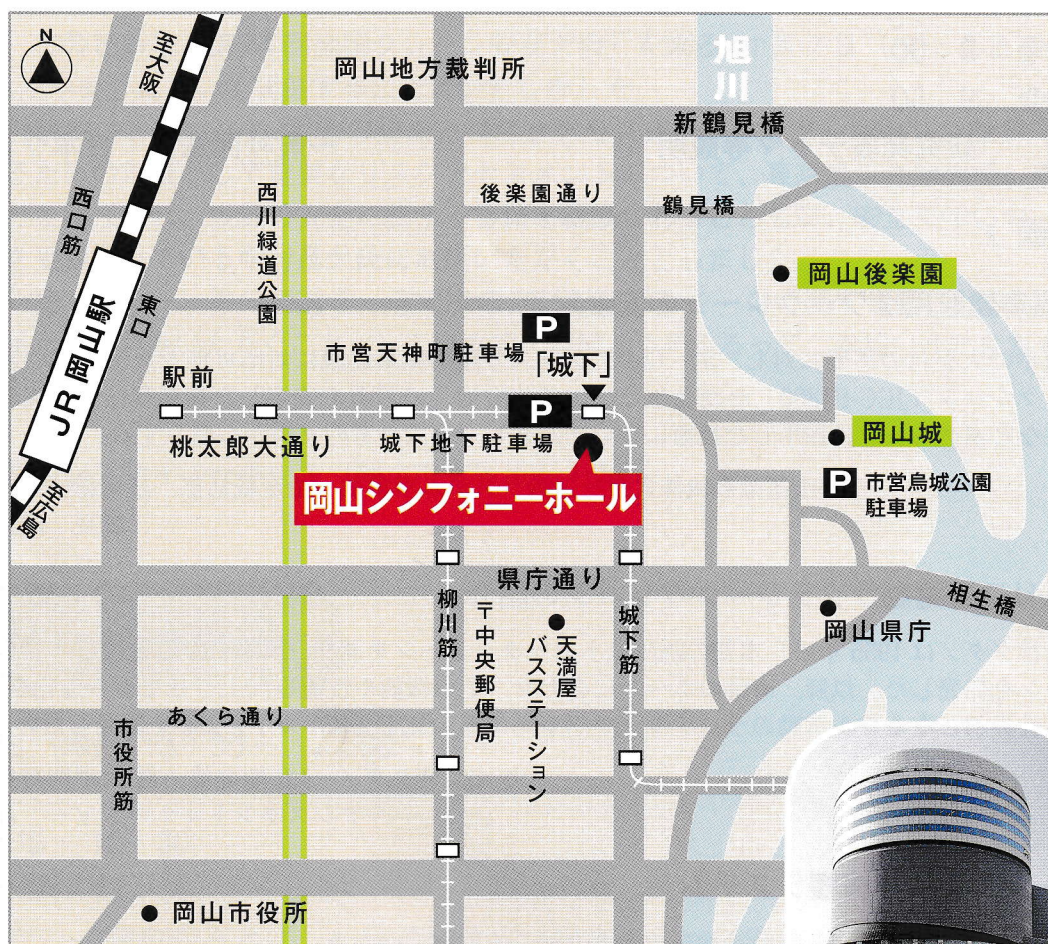 N
至大阪
岡山地方裁判所
旭川
新鶴見橋
西口筋
西川緑道公園
後楽園通り
鶴見橋
岡山後楽園
JR 岡山駅
東口
P
市営天神町駐車場
「城下」
駅前
P
桃太郎大通り
城下地下駐車場
岡山城
至広島
岡山シンフォニーホール
P 市営烏城公園
駐車場
県庁通り
相生橋
柳川筋
〒中央郵便局
天満屋
バスステーション
城下筋
岡山県庁
あくら通り
市役所筋
岡山市役所